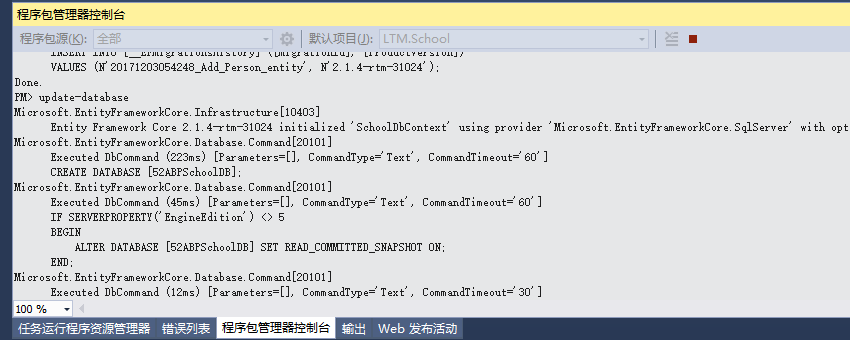 程序包管理器控制台
程序包源(K): 全部 默认项目(J): LTM.School
INSERT INTO [__EFMigrationsHistory] ([MigrationId], [ProductVersion])
VALUES (N'20171203054248_Add_Person_entity', N'2.1.4-rtm-31024');
Done.
PM> update-database
Microsoft.EntityFrameworkCore.Infrastructure[10403]
Entity Framework Core 2.1.4-rtm-31024 initialized 'SchoolDbContext' using provider 'Microsoft.EntityFrameworkCore.SqlServer' with opt
Microsoft.EntityFrameworkCore.Database.Command[20101]
Executed DbCommand (223ms) [Parameters=[], CommandType='Text', CommandTimeout='60']
CREATE DATABASE [52ABPSchoolDB];
Microsoft.EntityFrameworkCore.Database.Command[20101]
Executed DbCommand (45ms) [Parameters=[], CommandType='Text', CommandTimeout='60']
IF SERVERPROPERTY('EngineEdition') <> 5
BEGIN
ALTER DATABASE [52ABPSchoolDB] SET READ_COMMITTED_SNAPSHOT ON;
END;
Microsoft.EntityFrameworkCore.Database.Command[20101]
Executed DbCommand (12ms) [Parameters=[], CommandType='Text', CommandTimeout='30']
100 %
任务运行程序资源管理器 错误列表 程序包管理器控制台 输出 Web 发布活动